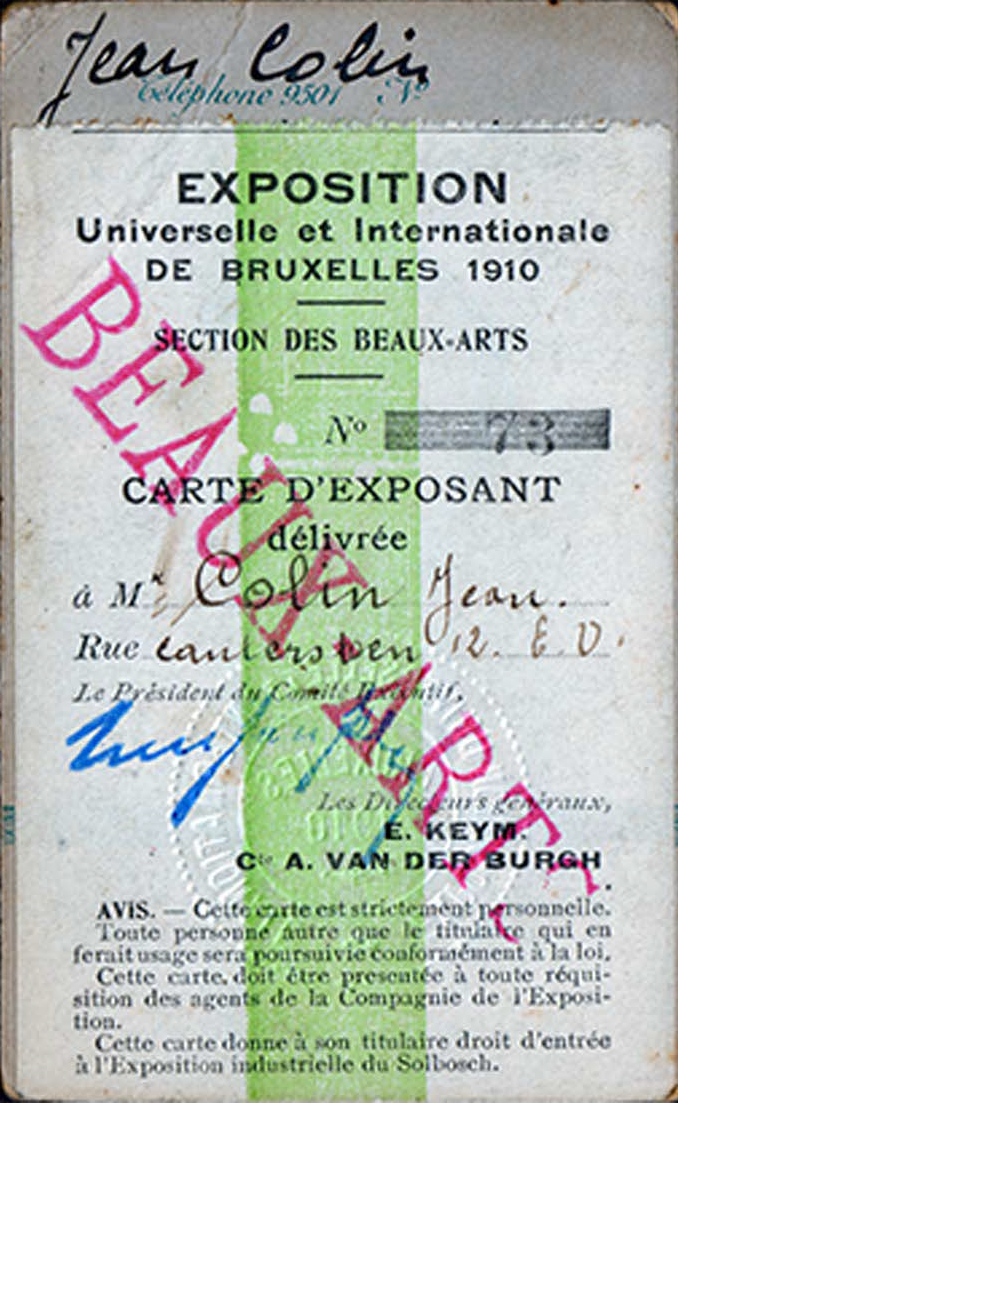 Jean Colin
Téléphone 9501 No
EXPOSITION
Universelle et Internationale
DE BRUXELLES 1910
SECTION DES BEAUX-ARTS
No 73
CARTE D'EXPOSANT
délivrée
à Mr Colin Jean.
Rue cantersteen 12. E.V.
Le Président du Comité Exécutif,
Les Directeurs généraux,
E. KEYM.
Cte A. VAN DER BURGH
AVIS. — Cette carte est strictement personnelle.
Toute personne autre que le titulaire qui en
ferait usage sera poursuivie conformément à la loi.
Cette carte doit être presentée à toute réqui-
sition des agents de la Compagnie de l'Exposi-
tion.
Cette carte donne à son titulaire droit d'entrée
à l'Exposition industrielle du Solbosch.
BEAUX-ARTS